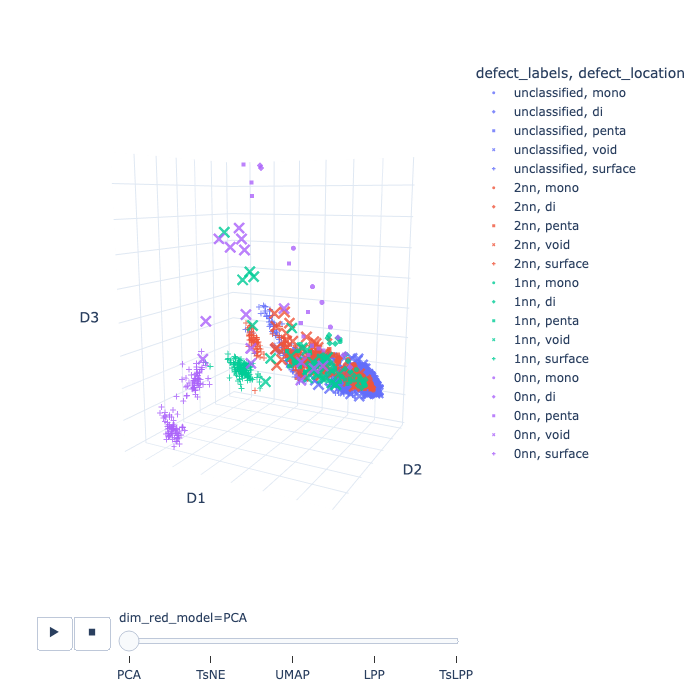 defect_labels, defect_location
unclassified, mono
unclassified, di
unclassified, penta
unclassified, void
unclassified, surface
2nn, mono
2nn, di
2nn, penta
2nn, void
2nn, surface
1nn, mono
1nn, di
1nn, penta
1nn, void
1nn, surface
0nn, mono
0nn, di
0nn, penta
0nn, void
0nn, surface
D3
D2
D1
dim_red_model=PCA
PCA TsNE UMAP LPP TsLPP